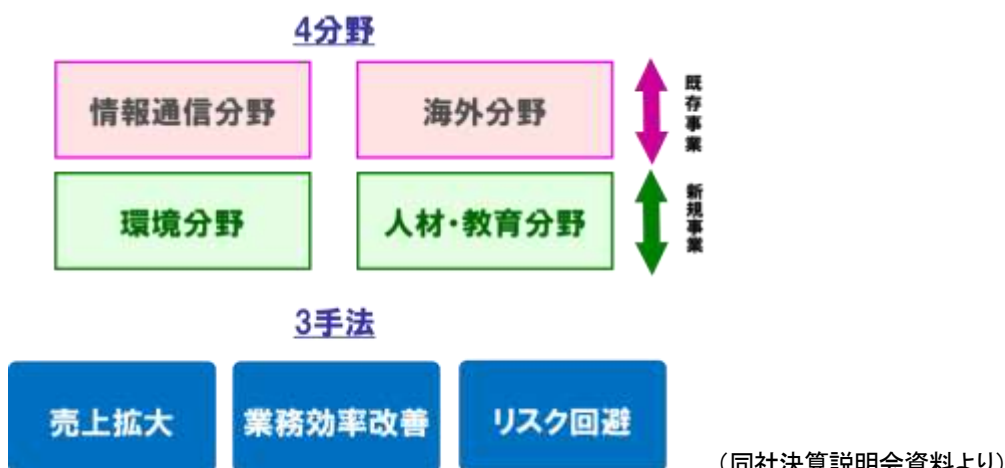 4分野
情報通信分野 海外分野
既存事業
環境分野 人材・教育分野
新規事業
3手法
売上拡大 業務効率改善 リスク回避
(同社決算説明会資料より)